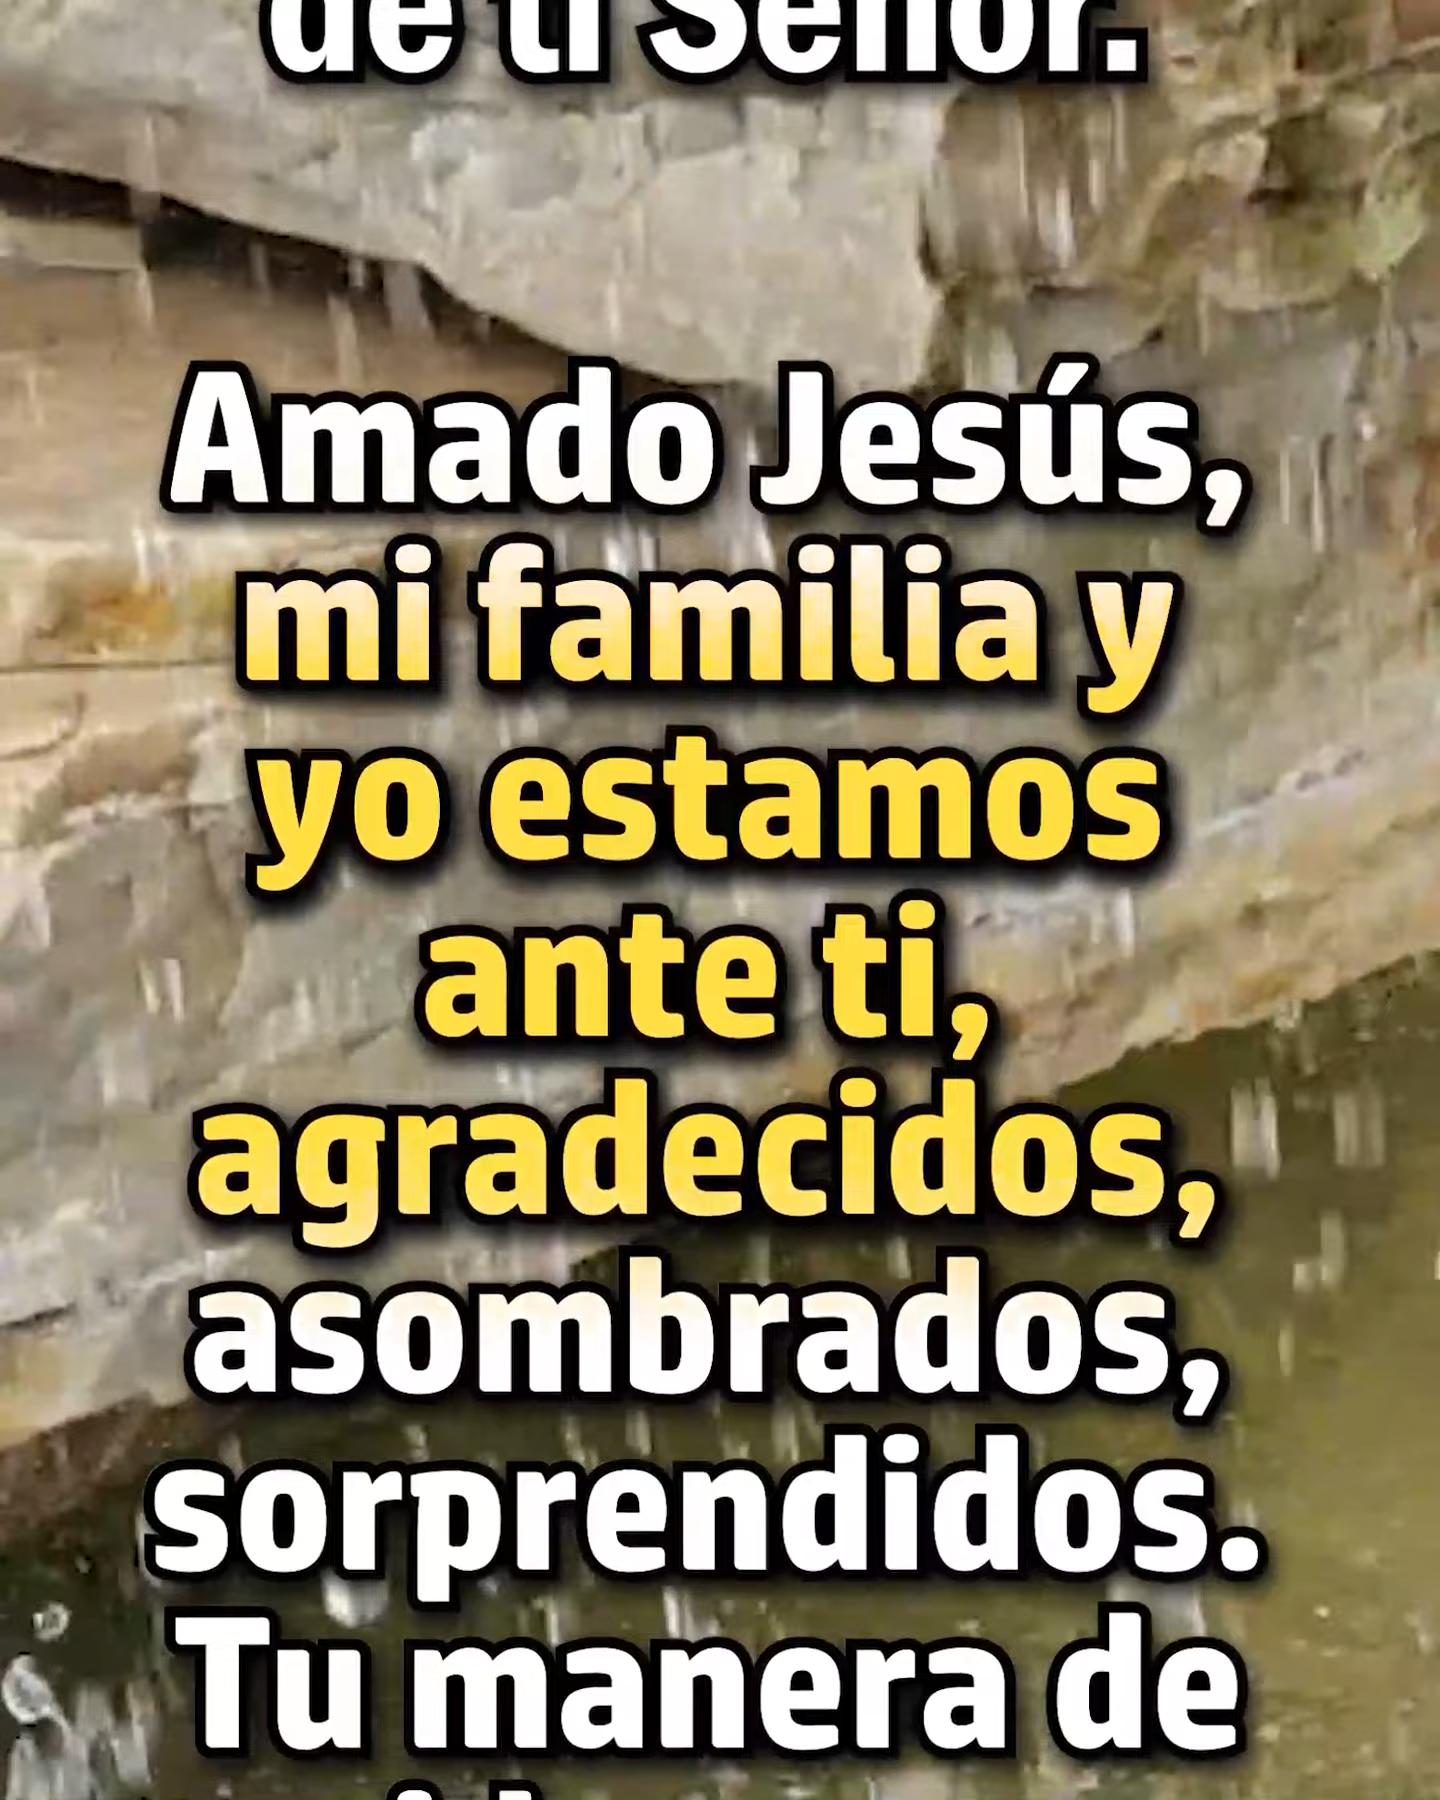 de ti Señor.
Amado Jesús,
mi familia y
yo estamos
ante ti,
agradecidos,
asombrados,
sorprendidos.
Tu manera de